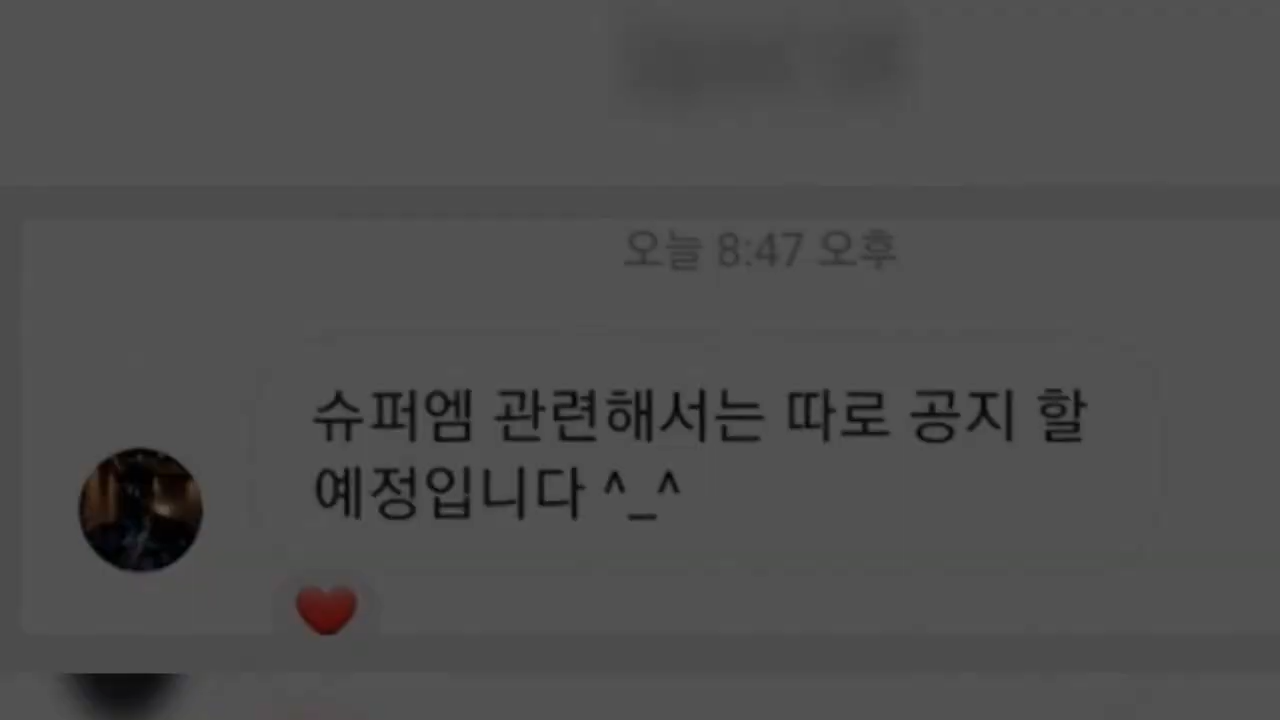 오늘 8:47 오후
슈퍼엠 관련해서는 따로 공지 할
예정입니다 ^_^